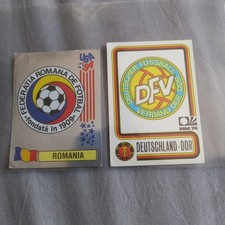 FEDERATIA ROMANA DE FOTBAL
•fondată în 1909•
USA
94
ROMANIA
DEUTSCHER FUSSBALL
VERBAND
DFV
WM 74
DEUTSCHLAND-DDR